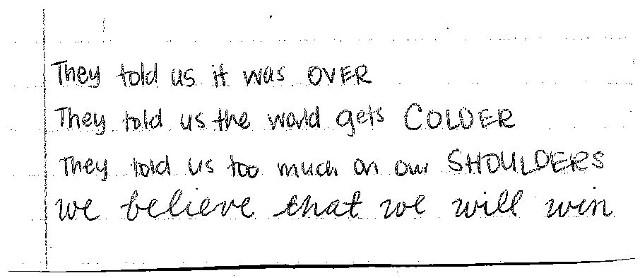 They told us it was OVER
They told us the world gets COLDER
They told us too much on our SHOULDERS
we believe that we will win